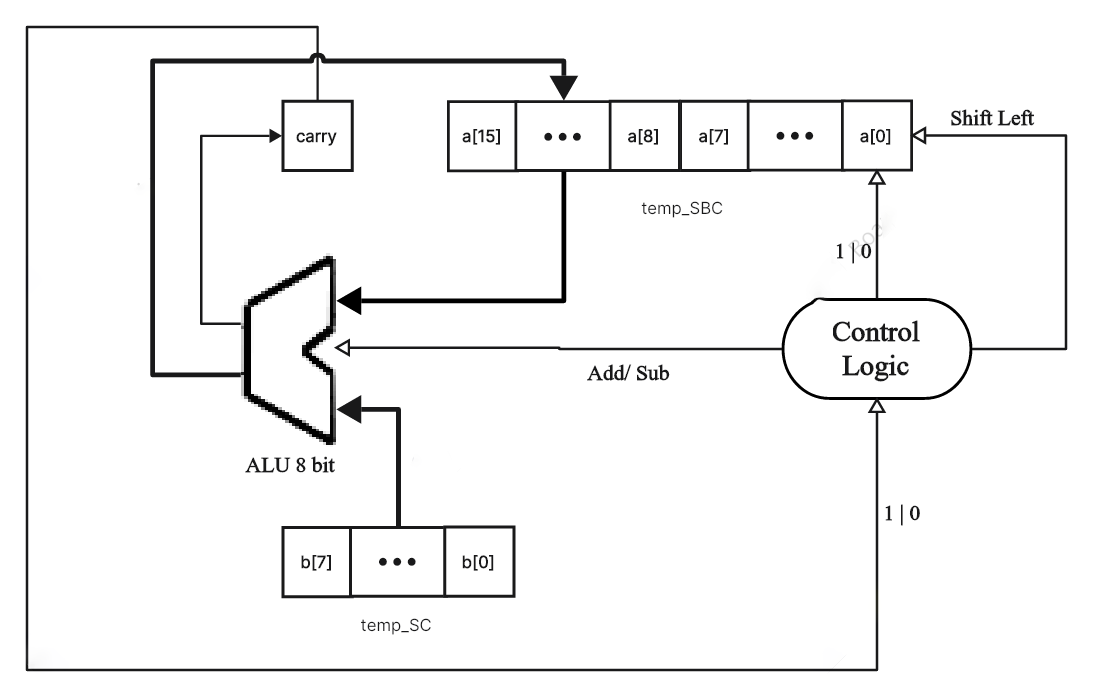 Shift Left
carry
a[15]
•••
a[8]
a[7]
•••
a[0]
temp_SBC
1 | 0
Control
Logic
Add/ Sub
ALU 8 bit
1 | 0
b[7]
•••
b[0]
temp_SC